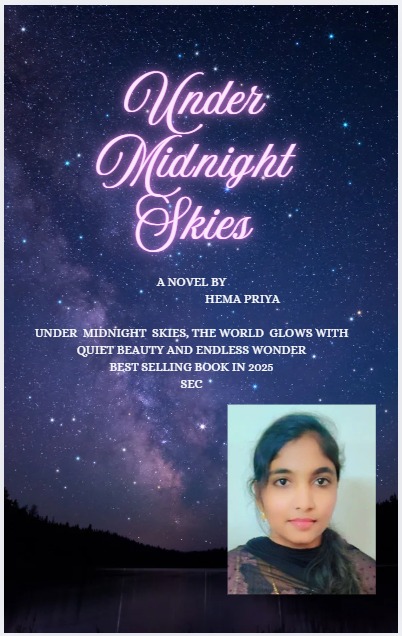 Under
Midnight
Skies
A NOVEL BY
HEMA PRIYA
UNDER MIDNIGHT SKIES, THE WORLD GLOWS WITH
QUIET BEAUTY AND ENDLESS WONDER
BEST SELLING BOOK IN 2025
SEC